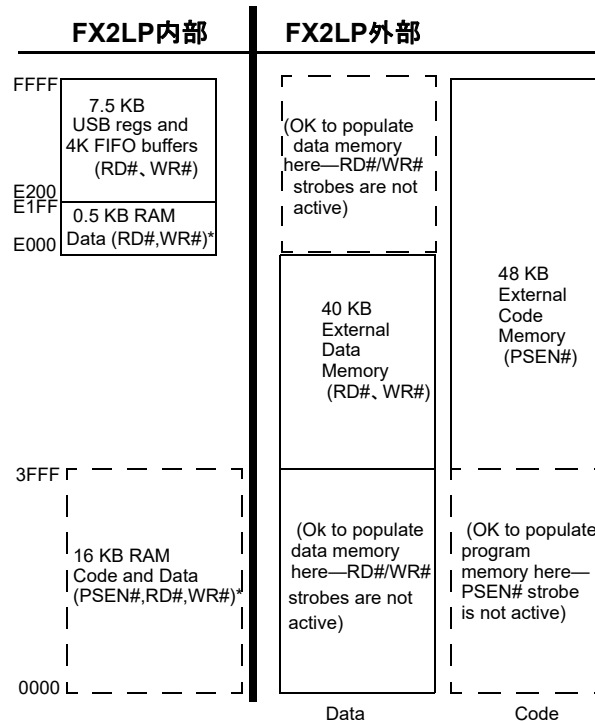 FX2LP内部
FX2LP外部
FFFF
7.5 KB
USB regs and
4K FIFO buffers
(RD#、WR#)
E200
E1FF
0.5 KB RAM
Data (RD#,WR#)*
E000
(OK to populate
data memory
here—RD#/WR#
strobes are not
active)
40 KB
External
Data
Memory
(RD#、WR#)
48 KB
External
Code
Memory
(PSEN#)
3FFF
16 KB RAM
Code and Data
(PSEN#,RD#,WR#)*
(Ok to populate
data memory
here—RD#/WR#
strobes are not
active)
(OK to populate
program
memory here—
PSEN# strobe
is not active)
0000
Data
Code